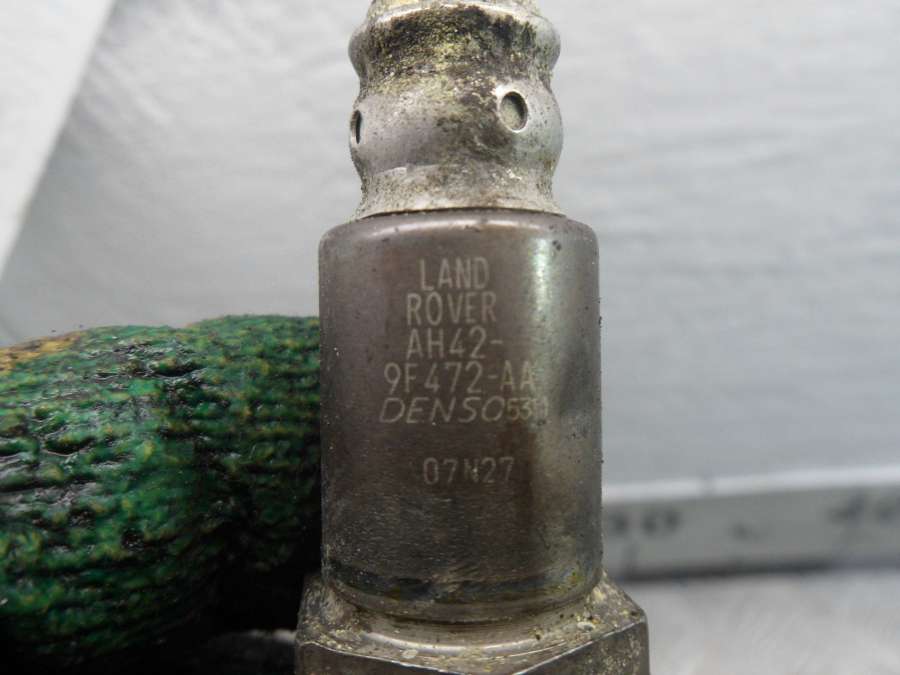 LAND
ROVER
AH42-
9F472-AA
DENSO
07N27